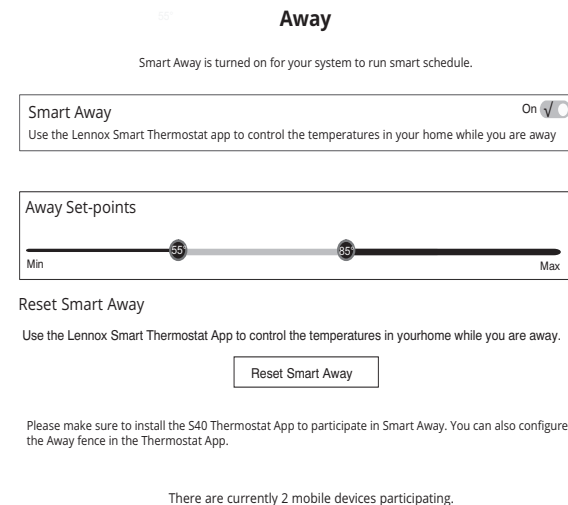 55°
Away
Smart Away is turned on for your system to run smart schedule.
Smart Away
On √
Use the Lennox Smart Thermostat app to control the temperatures in your home while you are away
Away Set-points
55° 85°
Min Max
Reset Smart Away
Use the Lennox Smart Thermostat App to control the temperatures in yourhome while you are away.
Reset Smart Away
Please make sure to install the S40 Thermostat App to participate in Smart Away. You can also configure
the Away fence in the Thermostat App.
There are currently 2 mobile devices participating.